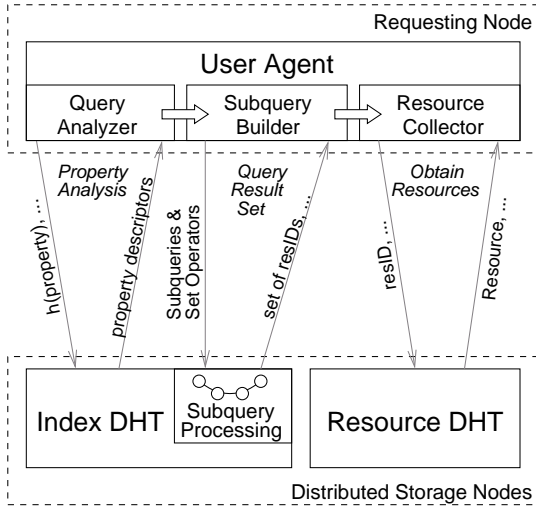 Requesting Node
User Agent
Query
Analyzer
Subquery
Builder
Resource
Collector
Property
Analysis
Query
Result
Set
Obtain
Resources
h(property), ...
property descriptors
Subqueries &
Set Operators
set of resIDs, ...
resID, ...
Resource, ...
Index DHT
Subquery
Processing
Resource DHT
Distributed Storage Nodes